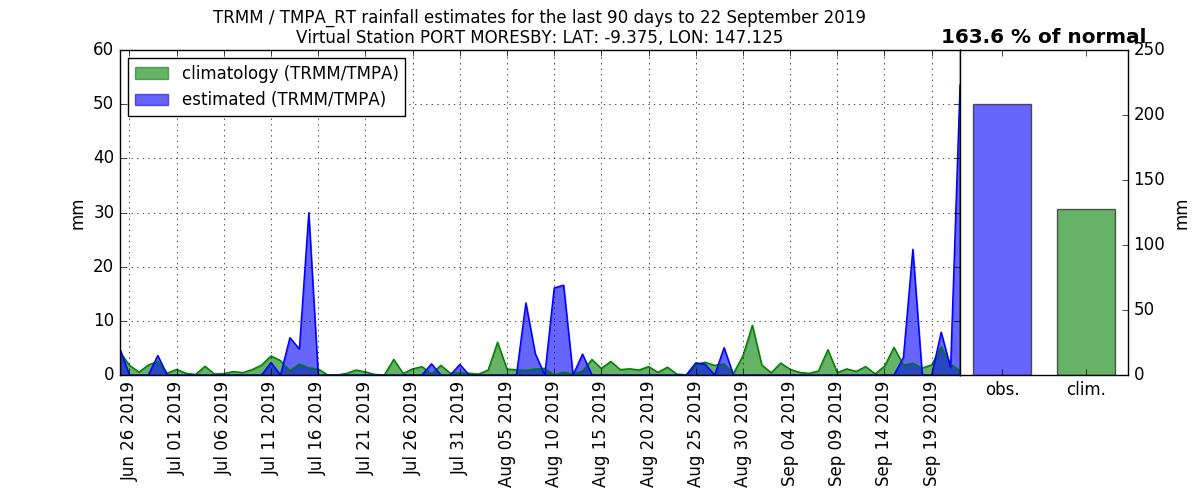 TRMM / TMPA_RT rainfall estimates for the last 90 days to 22 September 2019
Virtual Station PORT MORESBY: LAT: -9.375, LON: 147.125
163.6 % of normal
climatology (TRMM/TMPA)
estimated (TRMM/TMPA)
60
50
40
30
20
10
0
mm
250
200
150
100
50
0
mm
Jun 26 2019
Jul 01 2019
Jul 06 2019
Jul 11 2019
Jul 16 2019
Jul 21 2019
Jul 26 2019
Jul 31 2019
Aug 05 2019
Aug 10 2019
Aug 15 2019
Aug 20 2019
Aug 25 2019
Aug 30 2019
Sep 04 2019
Sep 09 2019
Sep 14 2019
Sep 19 2019
obs.
clim.